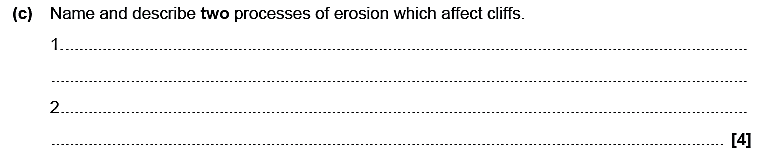 (c) Name and describe two processes of erosion which affect cliffs.
1
2
[4]